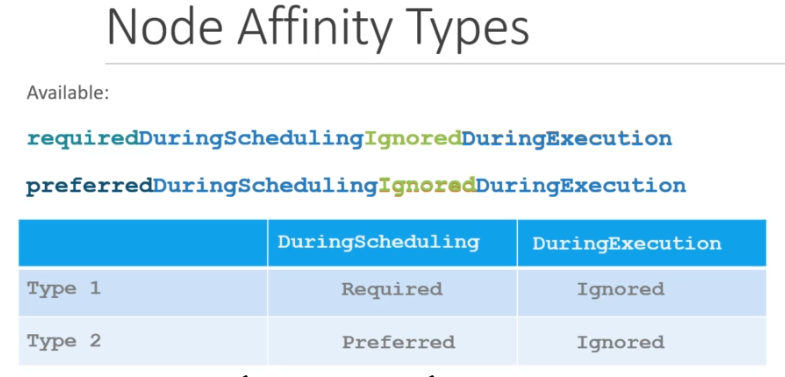 Node Affinity Types
Available:
requiredDuringSchedulingIgnoredDuringExecution
preferredDuringSchedulingIgnoredDuringExecution
DuringScheduling DuringExecution
Type 1 Required Ignored
Type 2 Preferred Ignored